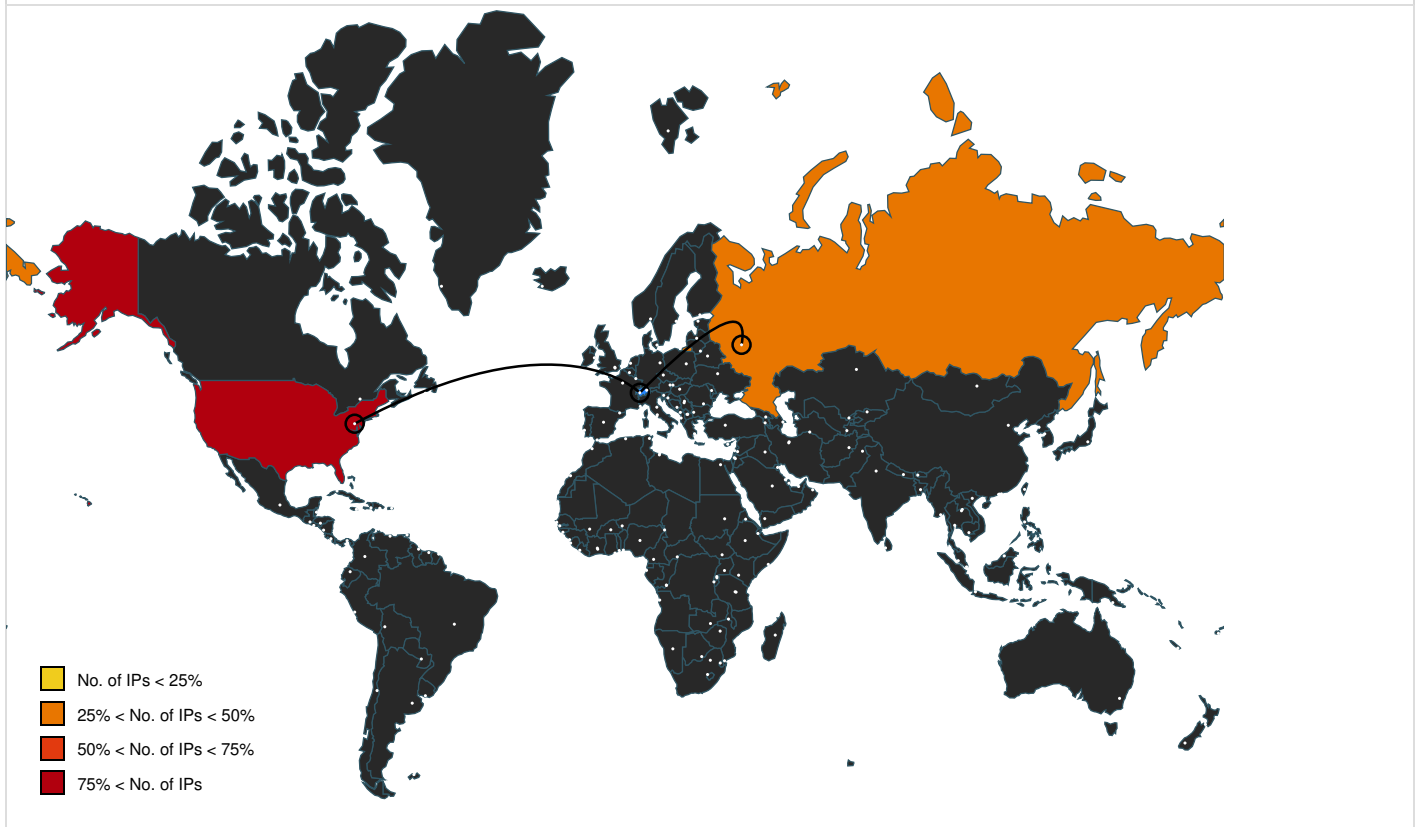 No. of IPs < 25%
25% < No. of IPs < 50%
50% < No. of IPs < 75%
75% < No. of IPs